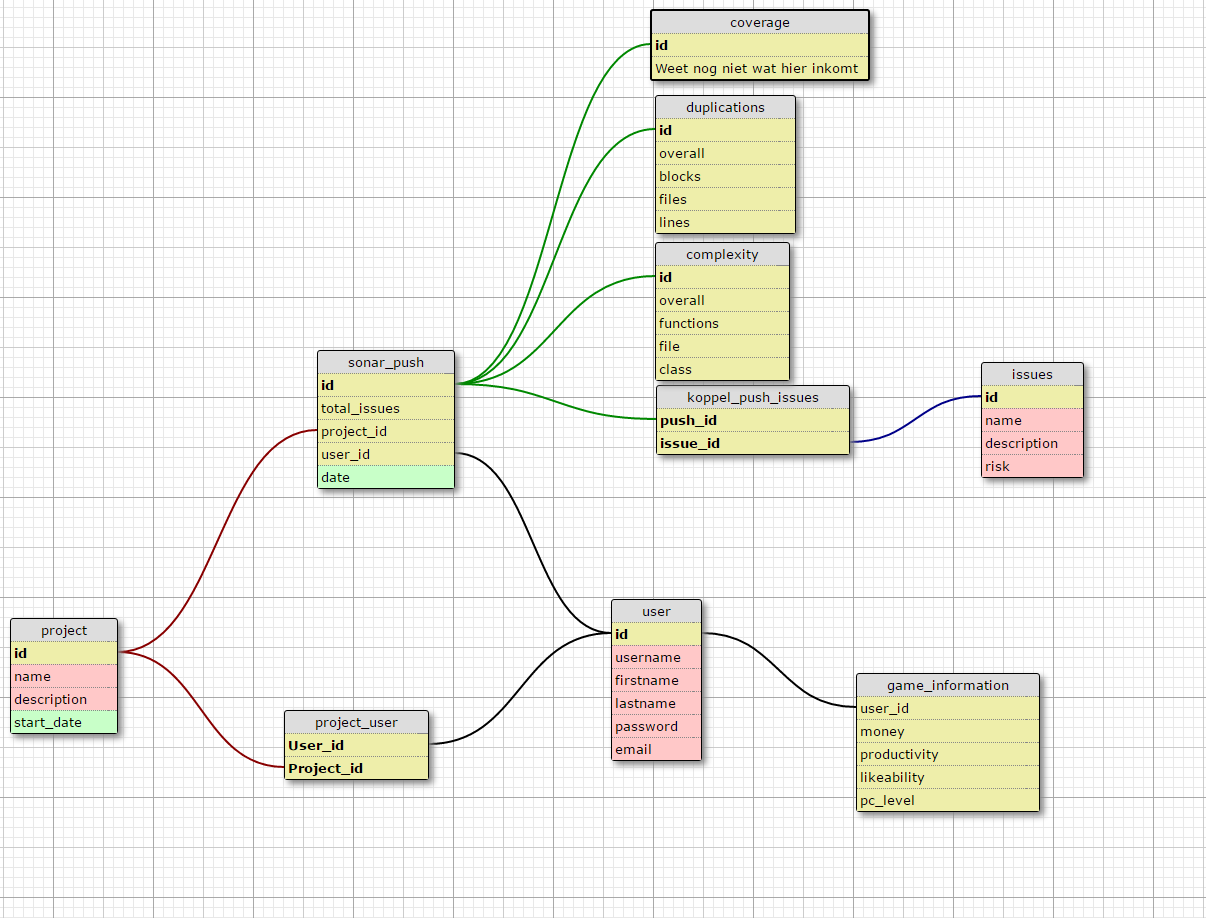 coverage
id
Weet nog niet wat hier inkomt
duplications
id
overall
blocks
files
lines
complexity
id
overall
functions
file
class
sonar_push
id
total_issues
project_id
user_id
date
koppel_push_issues
push_id
issue_id
issues
id
name
description
risk
project
id
name
description
start_date
project_user
User_id
Project_id
user
id
username
firstname
lastname
password
email
game_information
user_id
money
productivity
likeability
pc_level